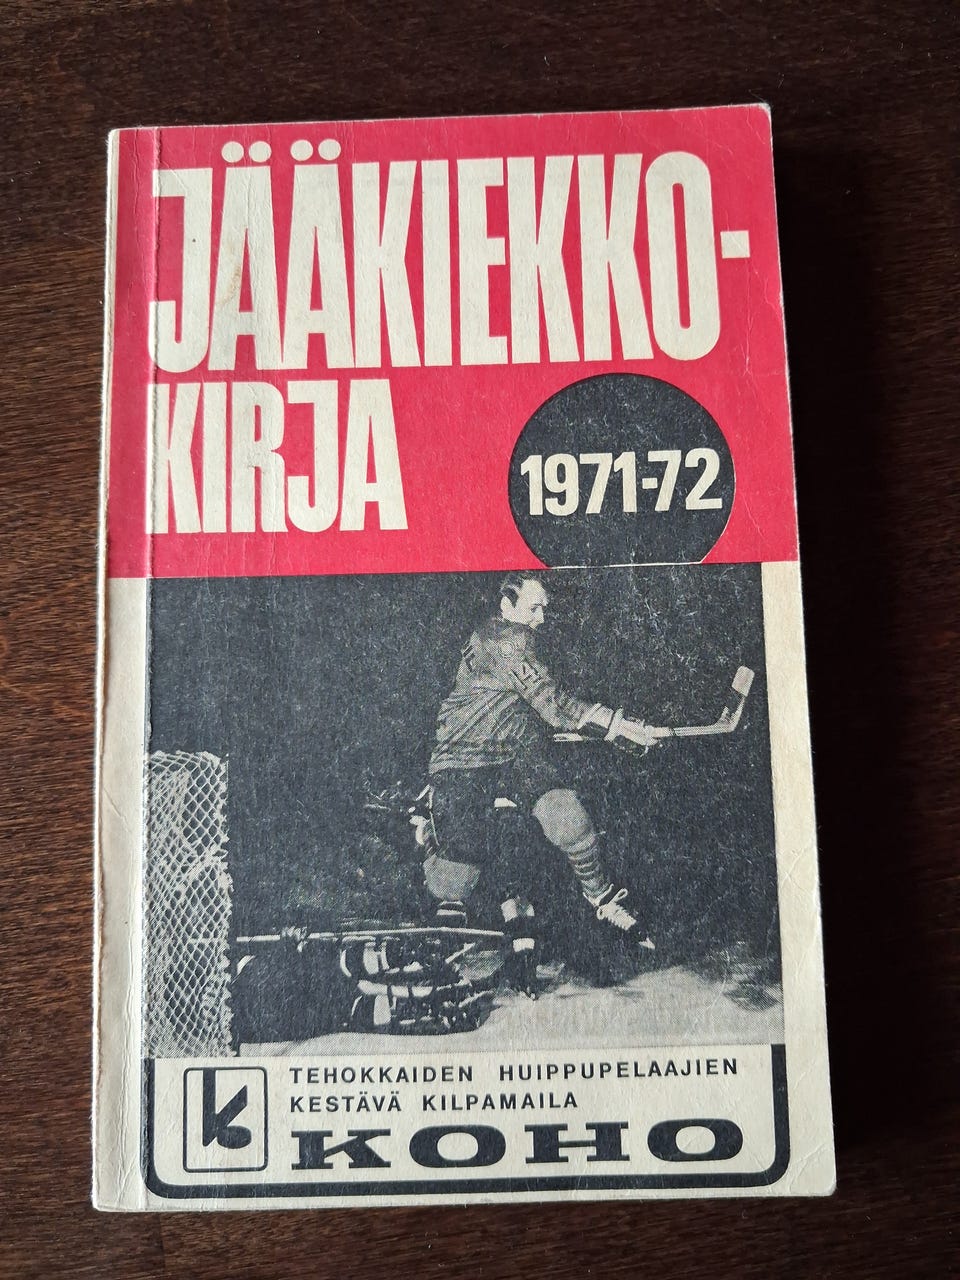 JÄÄKIEKKO-
KIRJA
1971-72
TEHOKKAIDEN HUIPPUPELAAJIEN
KESTÄVÄ KILPAMAILA
KOHO